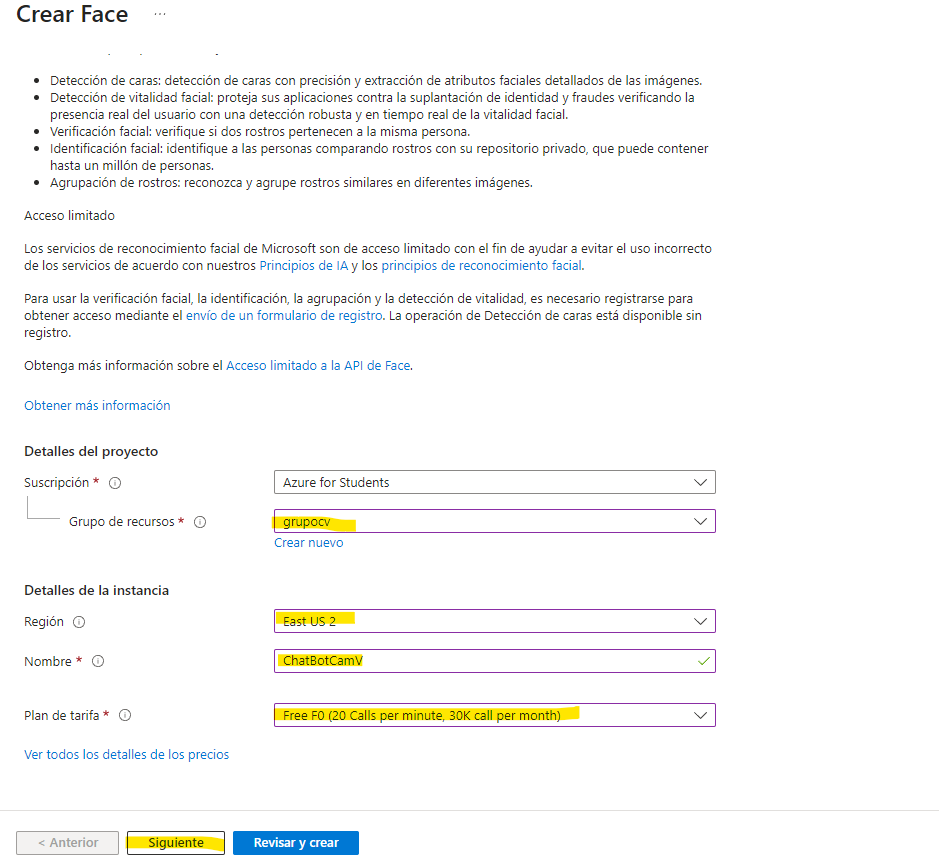 Crear Face ...
Detección de caras: detección de caras con precisión y extracción de atributos faciales detallados de las imágenes.
Detección de vitalidad facial: proteja sus aplicaciones contra la suplantación de identidad y fraudes verificando la
presencia real del usuario con una detección robusta y en tiempo real de la vitalidad facial.
Verificación facial: verifique si dos rostros pertenecen a la misma persona.
Identificación facial: identifique a las personas comparando rostros con su repositorio privado, que puede contener
hasta un millón de personas.
Agrupación de rostros: reconozca y agrupe rostros similares en diferentes imágenes.
Acceso limitado
Los servicios de reconocimiento facial de Microsoft son de acceso limitado con el fin de ayudar a evitar el uso incorrecto
de los servicios de acuerdo con nuestros Principios de IA y los principios de reconocimiento facial.
Para usar la verificación facial, la identificación, la agrupación y la detección de vitalidad, es necesario registrarse para
obtener acceso mediante el envío de un formulario de registro. La operación de Detección de caras está disponible sin
registro.
Obtenga más información sobre el Acceso limitado a la API de Face.
Obtener más información
Detalles del proyecto
Suscripción * Azure for Students
Grupo de recursos * grupocv
Crear nuevo
Detalles de la instancia
Región East US 2
Nombre * ChatBotCamV
Plan de tarifa * Free F0 (20 Calls per minute, 30K call per month)
Ver todos los detalles de los precios
< Anterior Siguiente Revisar y crear